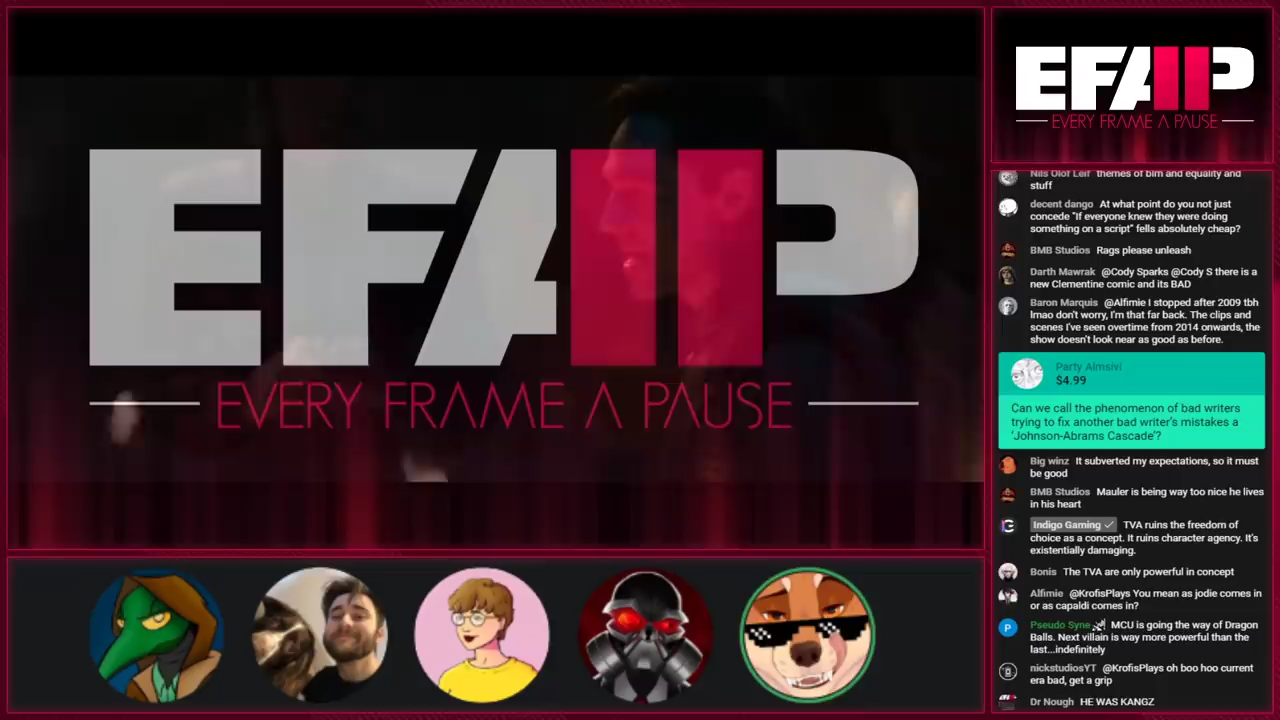 EFAP
EVERY FRAME A PAUSE
EFAP
EVERY FRAME A PAUSE
Nils Olof Leif themes of blm and equality and
stuff
decent dango At what point do you not just
concede "If everyone knew they were doing
something on a script" fells absolutely cheap?
BMB Studios Rags please unleash
Darth Mawrak @Cody Sparks @Cody S there is a
new Clementine comic and its BAD
Baron Marquis @Alfimie I stopped after 2009 tbh
lmao don't worry, I'm that far back. The clips and
scenes I've seen overtime from 2014 onwards, the
show doesn't look near as good as before.
Party Almsivi
$4.99
Can we call the phenomenon of bad writers
trying to fix another bad writer's mistakes a
'Johnson-Abrams Cascade'?
Big winz It subverted my expectations, so it must
be good
BMB Studios Mauler is being way too nice he lives
in his heart
Indigo Gaming ✓ TVA ruins the freedom of
choice as a concept. It ruins character agency. It's
existentially damaging.
Bonis The TVA are only powerful in concept
Alfimie @KrofisPlays You mean as jodie comes in
or as capaldi comes in?
P
Pseudo Syne MCU is going the way of Dragon
Balls. Next villain is way more powerful than the
last...indefinitely
nickstudiosYT @KrofisPlays oh boo hoo current
era bad, get a grip
Dr Nough HE WAS KANGZ